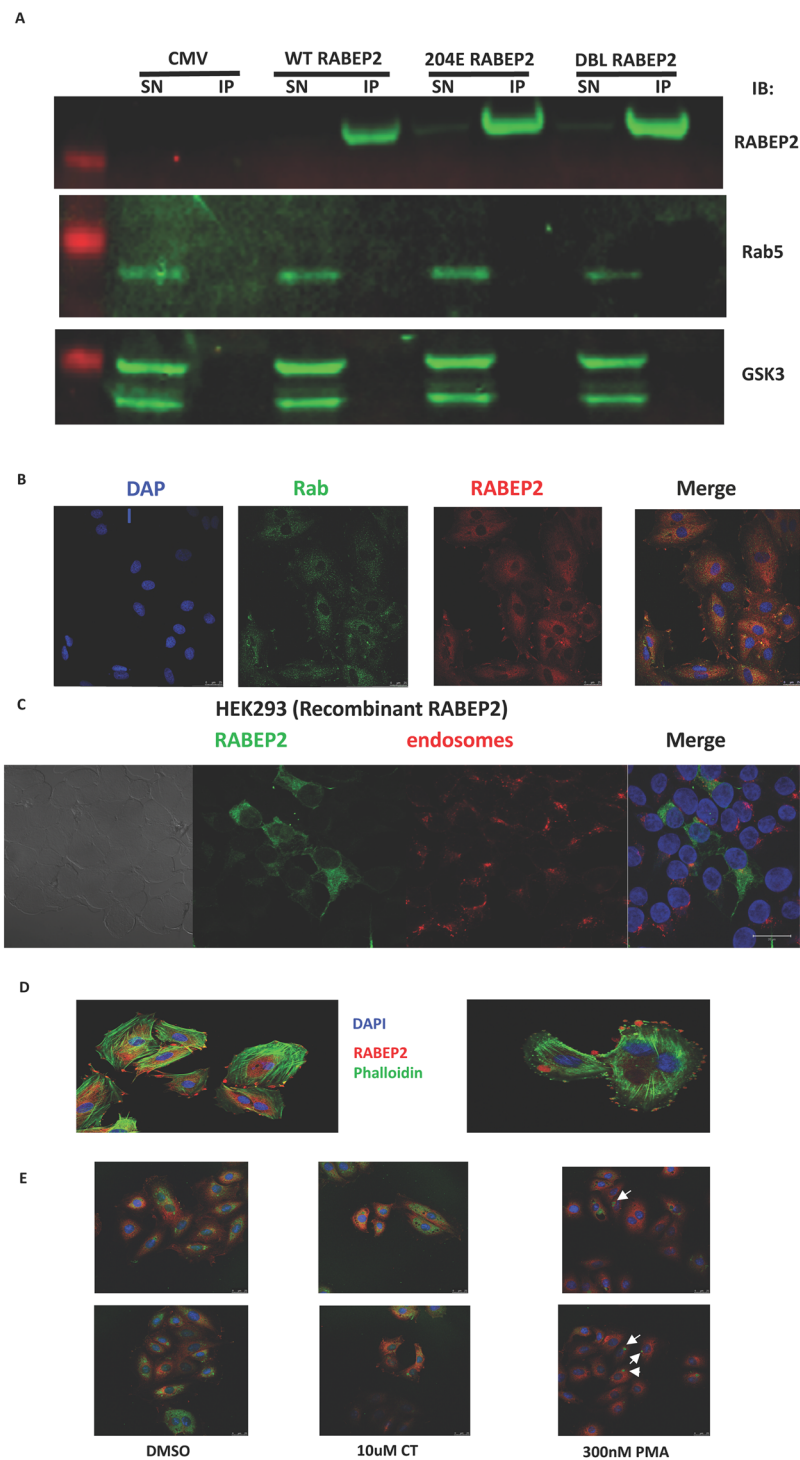 A
CMV WT RABEP2 204E RABEP2 DBL RABEP2
SN IP SN IP SN IP SN IP IB:
RABEP2
Rab5
GSK3
B
DAP Rab RABEP2 Merge
I
C
HEK293 (Recombinant RABEP2)
RABEP2 endosomes Merge
D
DAPI
RABEP2
Phalloidin
E
DMSO 10uM CT 300nM PMA